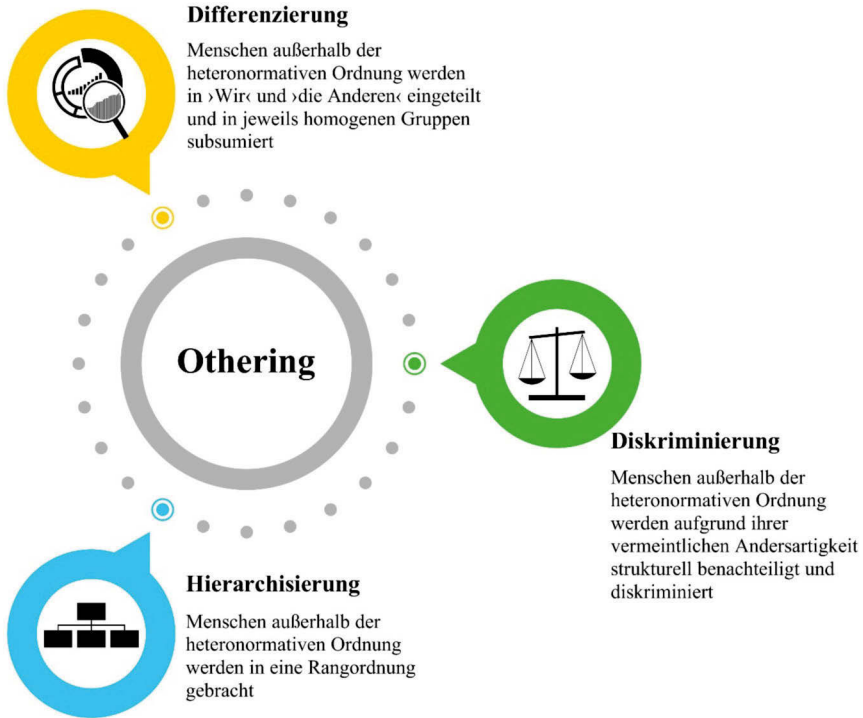 Differenzierung
Menschen außerhalb der
heteronormativen Ordnung werden
in ›Wir‹ und ›die Anderen‹ eingeteilt
und in jeweils homogenen Gruppen
subsumiert
Othering
Diskriminierung
Menschen außerhalb der
heteronormativen Ordnung
werden aufgrund ihrer
vermeintlichen Andersartigkeit
strukturell benachteiligt und
diskriminiert
Hierarchisierung
Menschen außerhalb der
heteronormativen Ordnung
werden in eine Rangordnung
gebracht